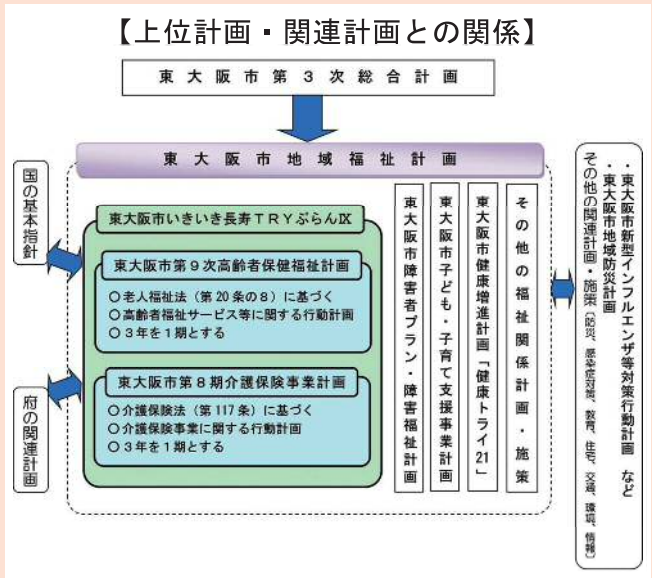 【上位計画・関連計画との関係】
東大阪市第3次総合計画
東大阪市地域福祉計画
国の基本指針
府の関連計画
東大阪市いきいき長寿TRYぷらんⅨ
東大阪市第9次高齢者保健福祉計画
○老人福祉法(第20条の8)に基づく
○高齢者福祉サービス等に関する行動計画
○3年を1期とする
東大阪市第8期介護保険事業計画
○介護保険法(第117条)に基づく
○介護保険事業に関する行動計画
○3年を1期とする
東大阪市障害者プラン・障害福祉計画
東大阪市子ども・子育て支援事業計画
東大阪市健康増進計画「健康トライ21」
その他の福祉関係計画・施策
・東大阪市新型インフルエンザ等対策行動計画 など
・東大阪市地域防災計画
その他の関連計画・施策(防災、感染症対策、教育、住宅、交通、環境、情報)